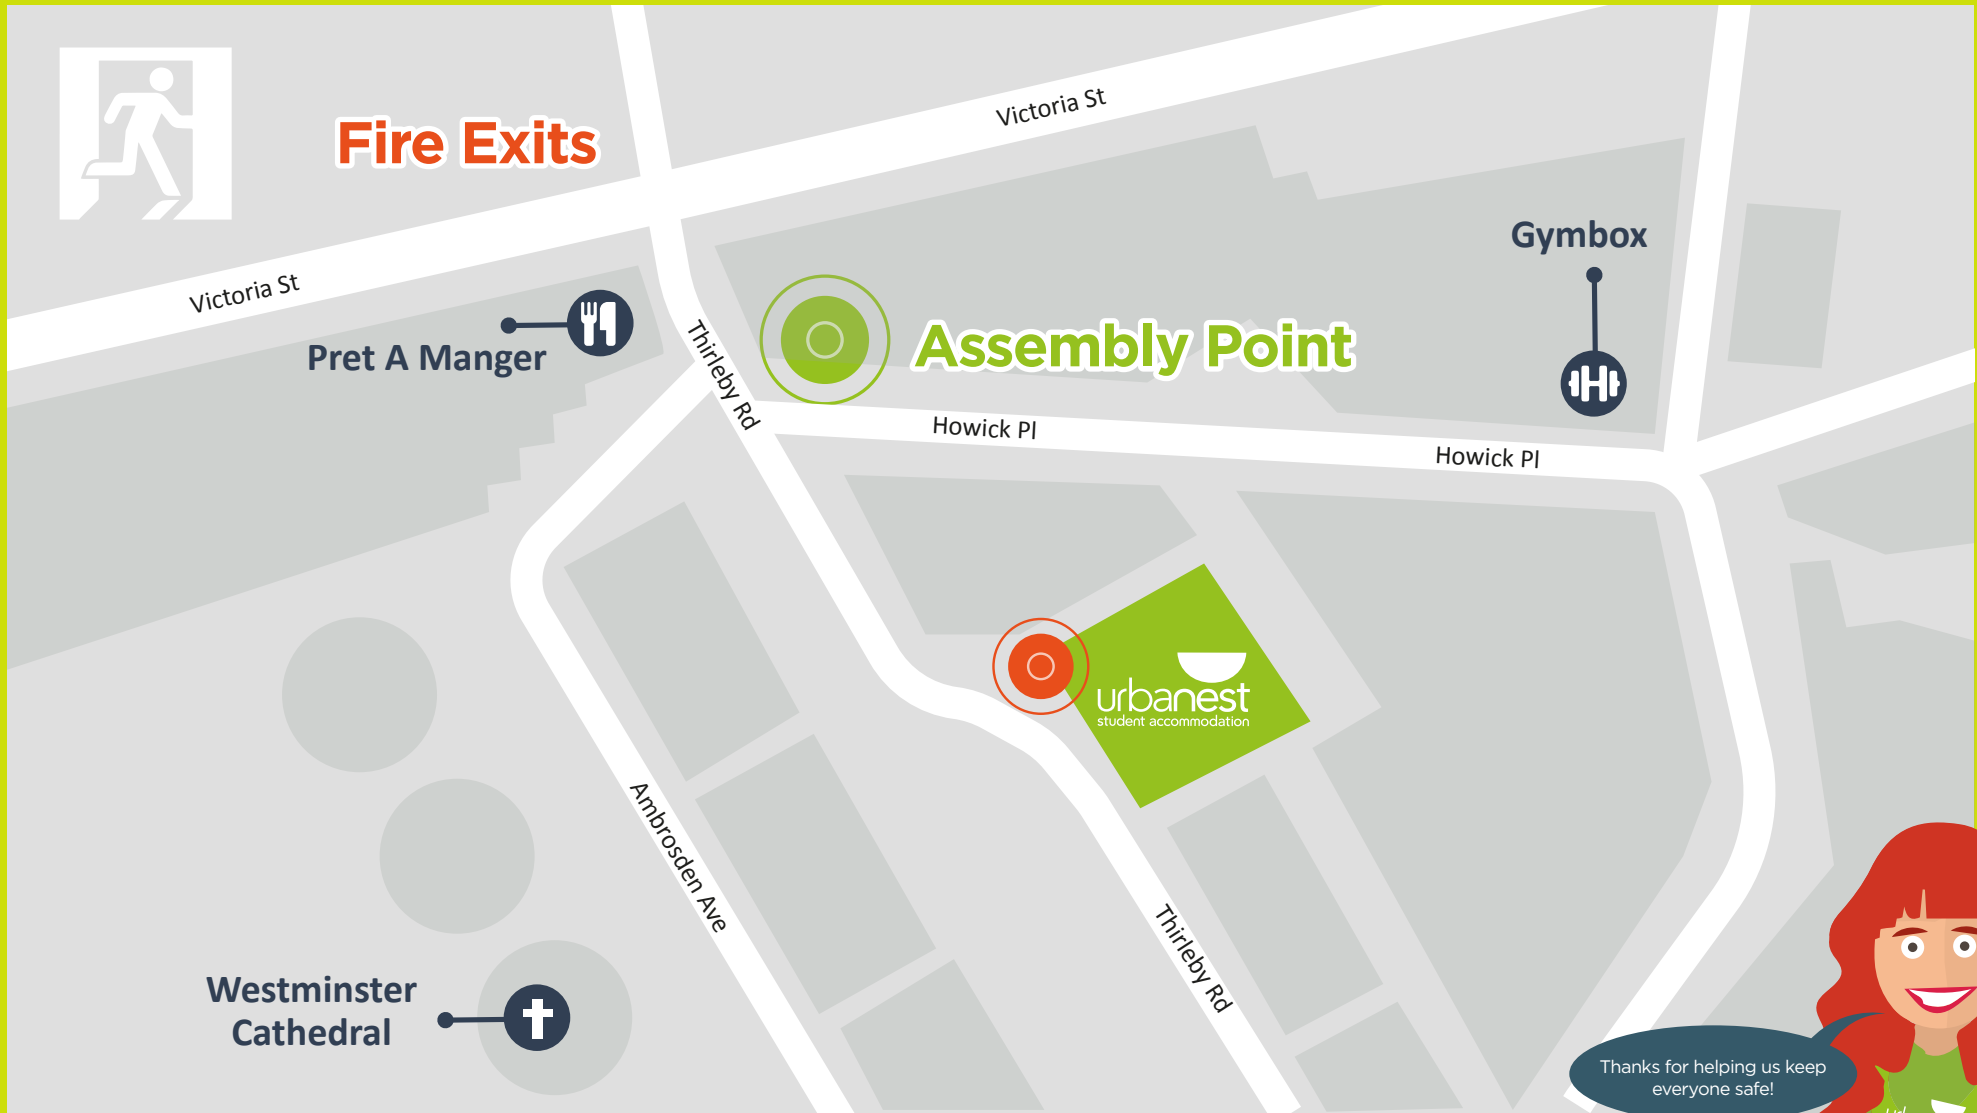 Fire Exits
Victoria St
Victoria St
Gymbox
Pret A Manger
Thirleby Rd
Assembly Point
Howick Pl
Howick Pl
urbanest
student accommodation
Ambrosden Ave
Thirleby Rd
Westminster
Cathedral
Thanks for helping us keep
everyone safe!